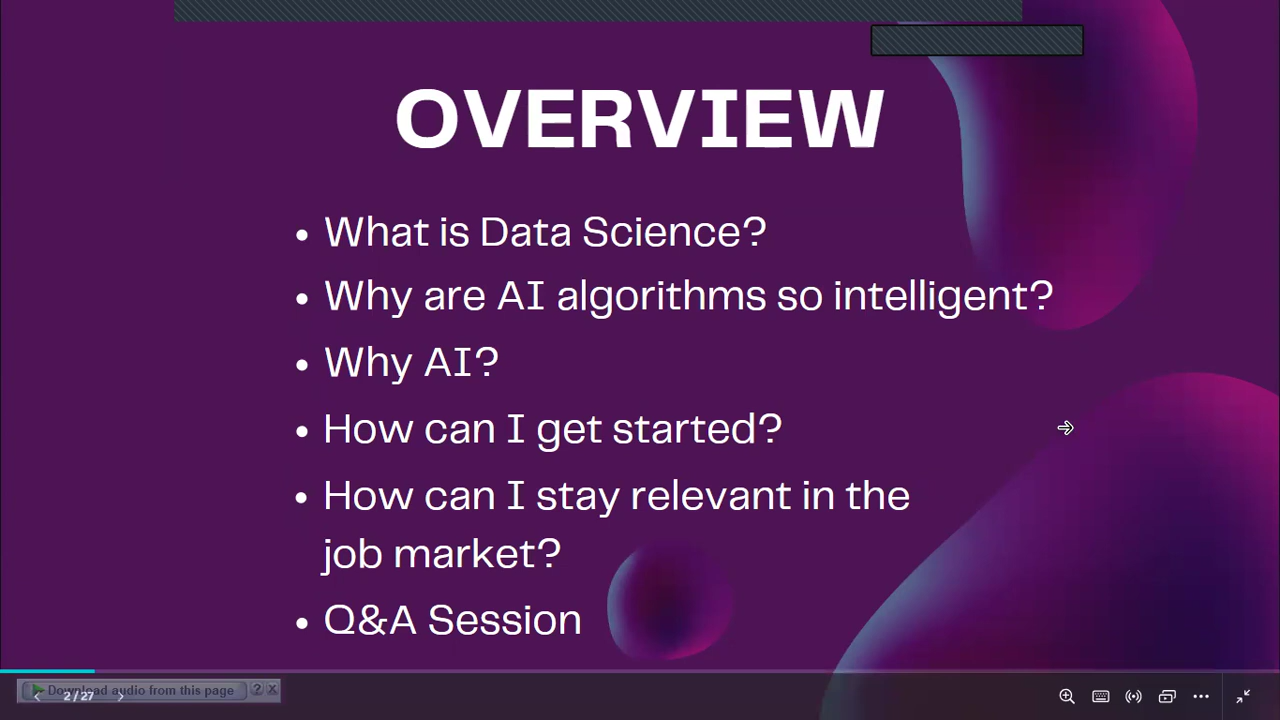 OVERVIEW
• What is Data Science?
• Why are AI algorithms so intelligent?
• Why AI?
• How can I get started?
• How can I stay relevant in the
job market?
• Q&A Session
Download audio from this page ? X
2 / 27